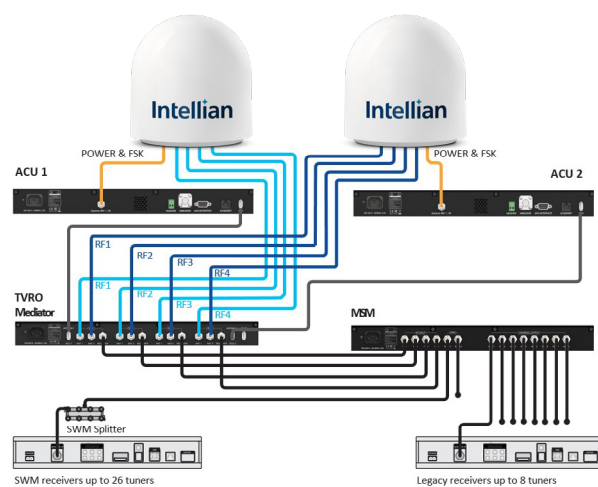 Intellian
Intellian
POWER & FSK
POWER & FSK
ACU 1
ACU 2
RF1
RF2
RF3
RF4
RF1
RF2
RF3
RF4
TVRO
Mediator
MSM
SWM Splitter
SWM receivers up to 26 tuners
Legacy receivers up to 8 tuners